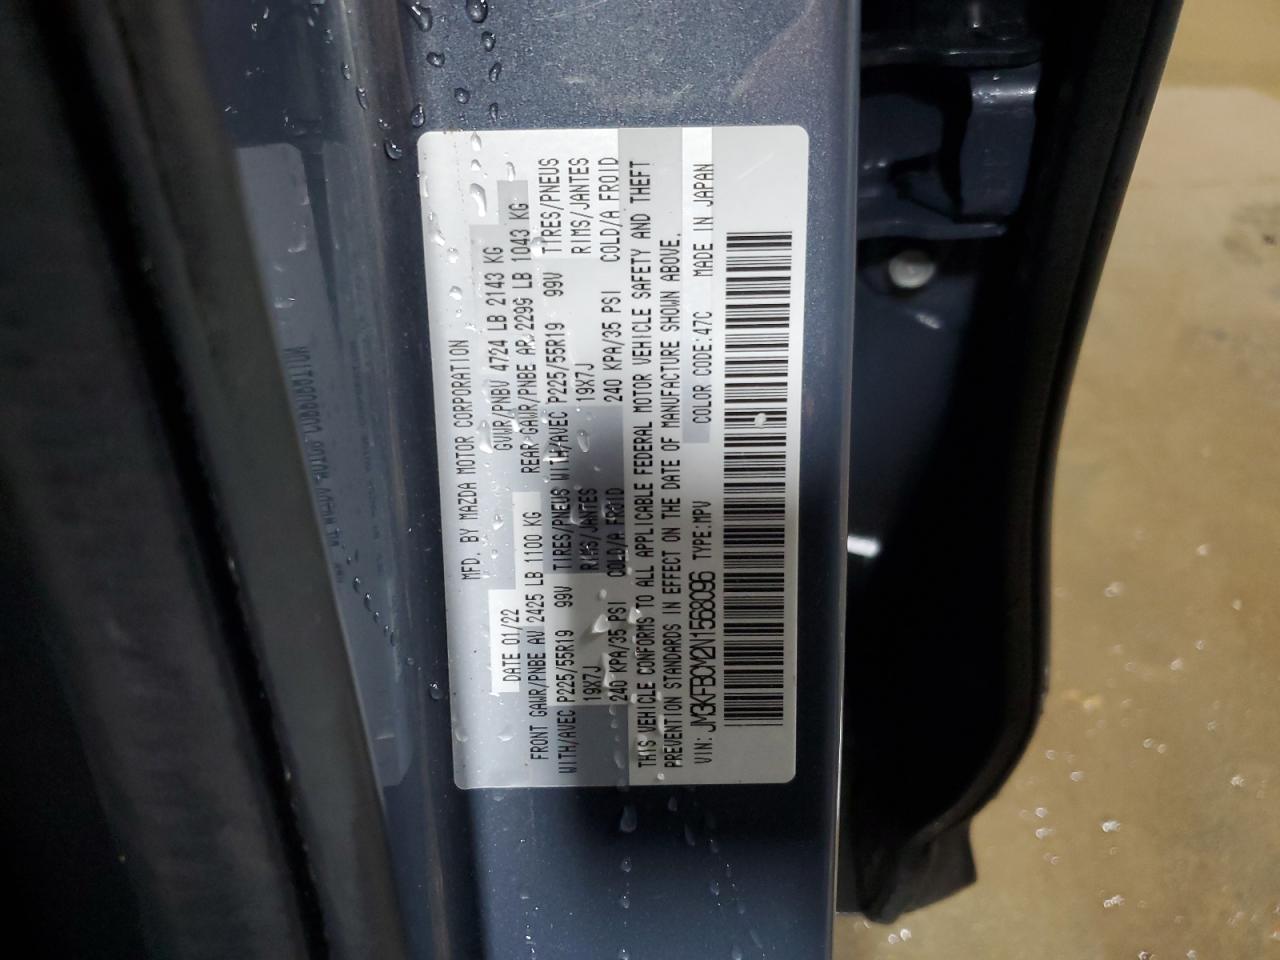 MFD. BY MAZDA MOTOR CORPORATION
DATE 01/22 GVWR/PNBV 4724 LB 2143 KG
FRONT GAWR/PNBE AV 2425 LB 1100 KG REAR GAWR/PNBE AR 2299 LB 1043 KG
WITH/AVEC P225/55R19 99V TIRES/PNEUS WITH/AVEC P225/55R19 99V TIRES/PNEUS
19X7J RIMS/JANTES 19X7J RIMS/JANTES
240 KPA/35 PSI COLD/A FROID 240 KPA/35 PSI COLD/A FROID
THIS VEHICLE CONFORMS TO ALL APPLICABLE FEDERAL MOTOR VEHICLE SAFETY AND THEFT
PREVENTION STANDARDS IN EFFECT ON THE DATE OF MANUFACTURE SHOWN ABOVE.
VIN: JM3KFBCM2N1568096 TYPE:MPV COLOR CODE:47C MADE IN JAPAN